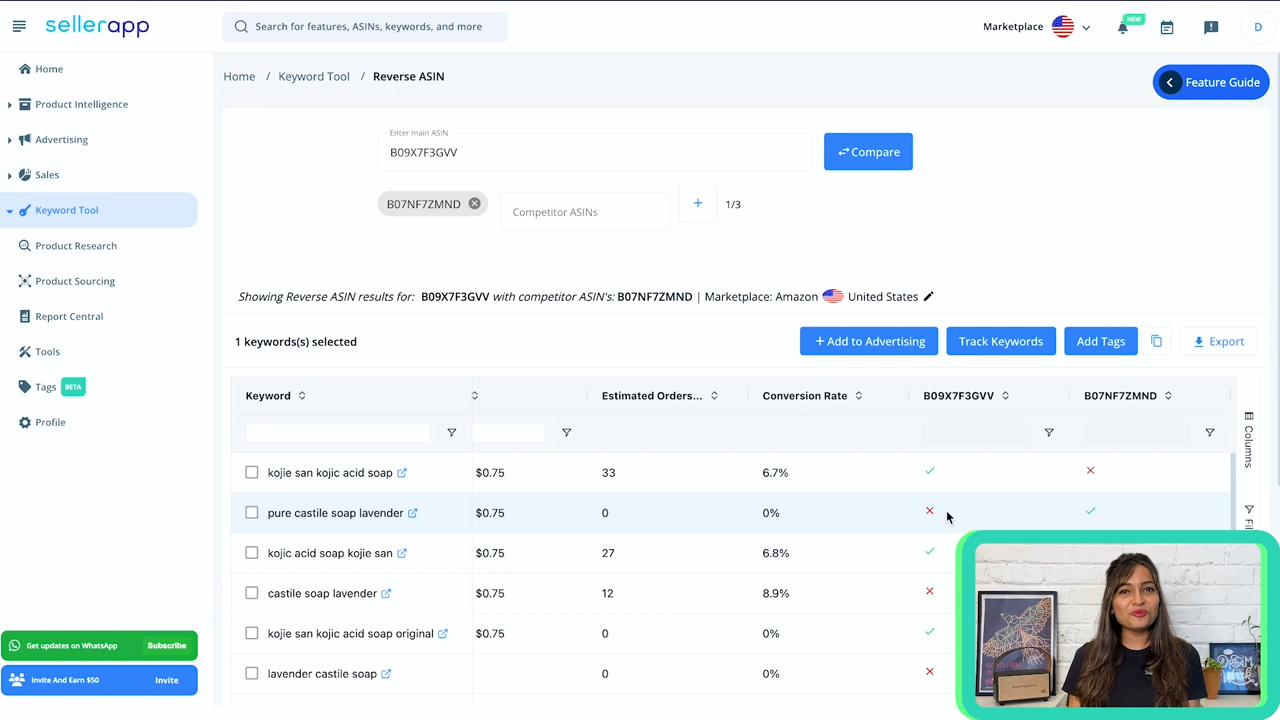 sellerapp
Search for features, ASINs, keywords, and more
Marketplace
NEW
D
Home
Product Intelligence
Advertising
Sales
Keyword Tool
Product Research
Product Sourcing
Report Central
Tools
Tags BETA
Profile
Get updates on WhatsApp Subscribe
Invite And Earn $50 Invite
Home / Keyword Tool / Reverse ASIN
Feature Guide
Enter main ASIN
B09X7F3GVV
Compare
B07NF7ZMND
Competitor ASINs
+
1/3
Showing Reverse ASIN results for: B09X7F3GVV with competitor ASIN's: B07NF7ZMND | Marketplace: Amazon United States
1 keywords(s) selected
+ Add to Advertising
Track Keywords
Add Tags
Export
Keyword Estimated Orders... Conversion Rate B09X7F3GVV B07NF7ZMND
kojie san kojic acid soap $0.75 33 6.7%
pure castile soap lavender $0.75 0 0%
kojic acid soap kojie san $0.75 27 6.8%
castile soap lavender $0.75 12 8.9%
kojie san kojic acid soap original $0.75 0 0%
lavender castile soap 0 0%
Columns